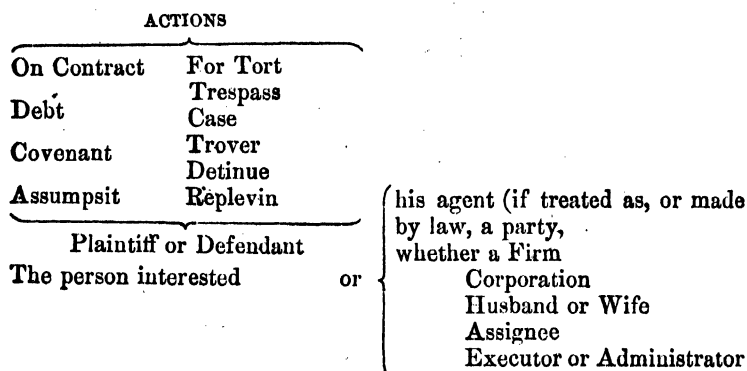 ACTIONS
On Contract For Tort
Trespass
Debt
Case
Covenant Trover
Detinue
Assumpsit Replevin
Plaintiff or Defendant
The person interested or
his agent (if treated as, or made
by law, a party,
whether a Firm
Corporation
Husband or Wife
Assignee
Executor or Administrator